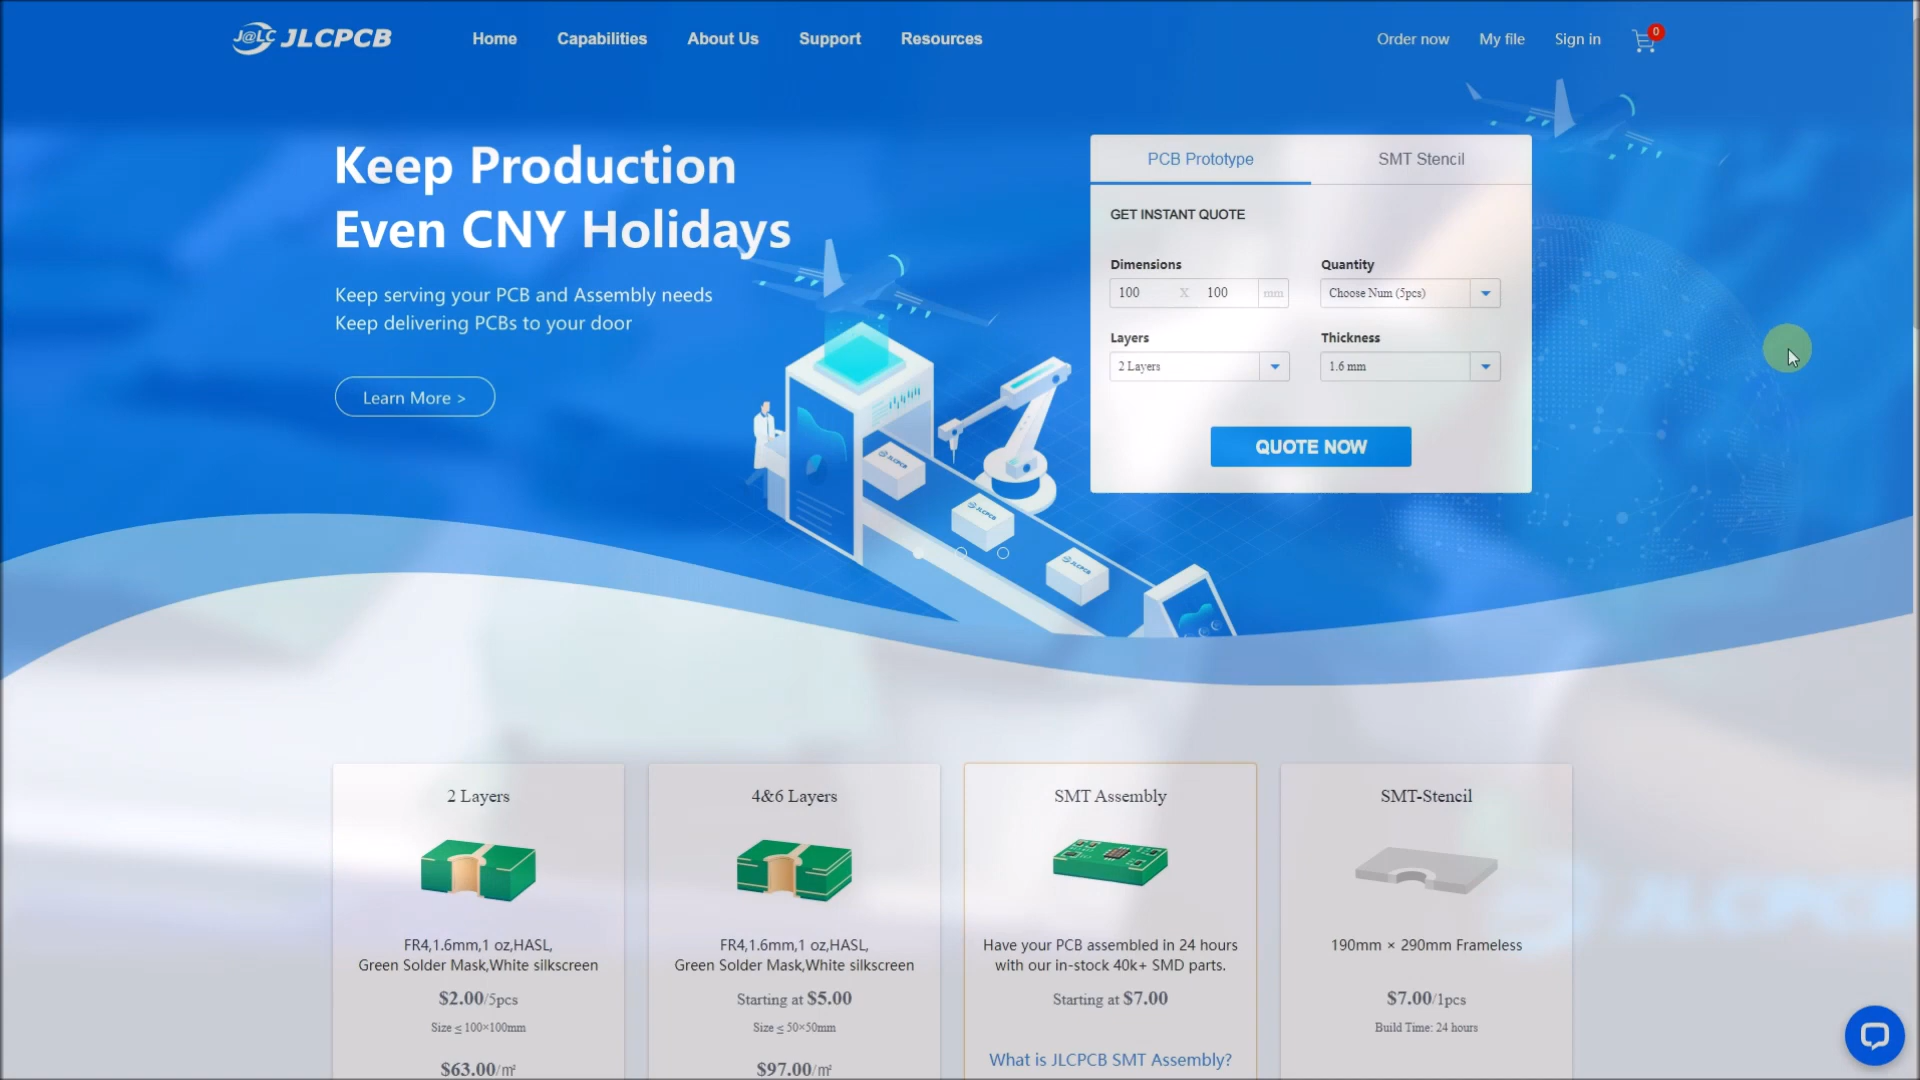 J@LC JLCPCB
Home
Capabilities
About Us
Support
Resources
Order now
My file
Sign in
0
Keep Production
Even CNY Holidays
Keep serving your PCB and Assembly needs
Keep delivering PCBs to your door
Learn More >
PCB Prototype
SMT Stencil
GET INSTANT QUOTE
Dimensions
Quantity
100 X 100 mm
Choose Num (5pcs)
Layers
Thickness
2 Layers
1.6 mm
QUOTE NOW
JLCPCB
JLCPCB
JLCPCB
2 Layers
FR4,1.6mm,1 oz,HASL,
Green Solder Mask,White silkscreen
$2.00/5pcs
Size ≤ 100×100mm
$63.00/㎡
4&6 Layers
FR4,1.6mm,1 oz,HASL,
Green Solder Mask,White silkscreen
Starting at $5.00
Size ≤ 50×50mm
$97.00/㎡
SMT Assembly
Have your PCB assembled in 24 hours
with our in-stock 40k+ SMD parts.
Starting at $7.00
What is JLCPCB SMT Assembly?
SMT-Stencil
190mm × 290mm Frameless
$7.00/1pcs
Build Time: 24 hours
JLCPCB